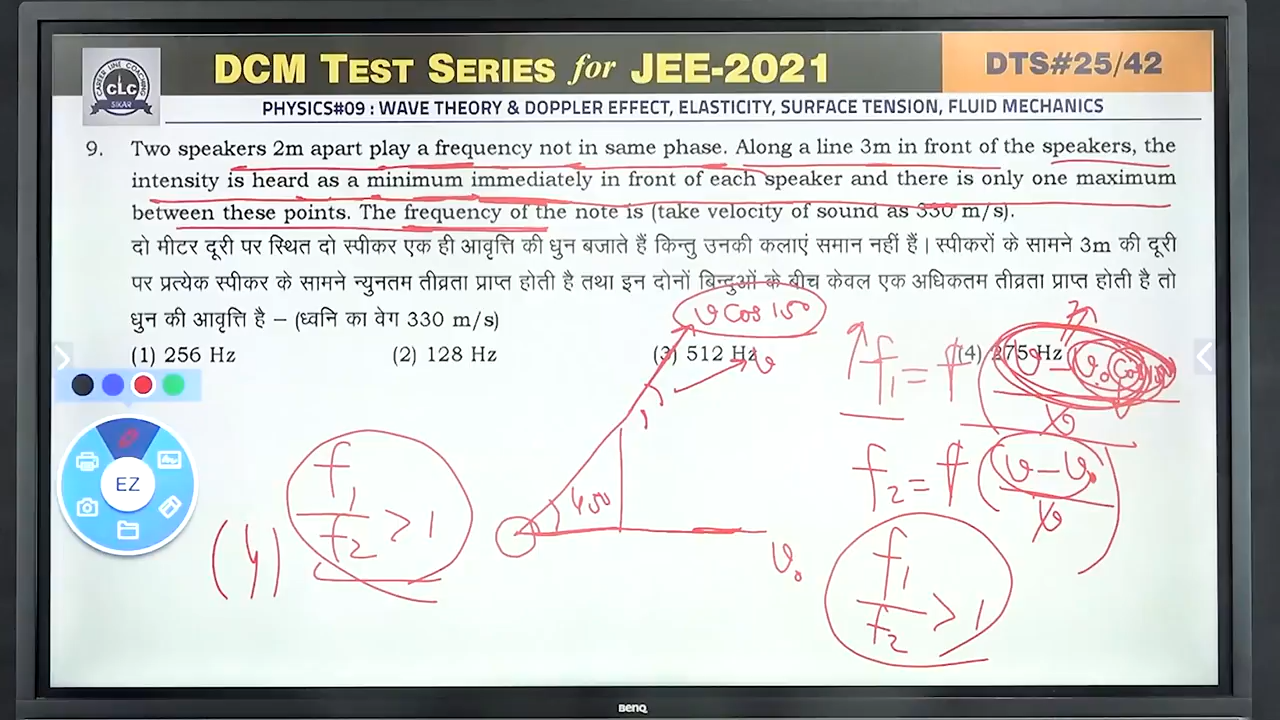 DCM TEST SERIES for JEE-2021
DTS#25/42
CAREER LINE COACHING
CLC
SIKAR
PHYSICS#09 : WAVE THEORY & DOPPLER EFFECT, ELASTICITY, SURFACE TENSION, FLUID MECHANICS
9. Two speakers 2m apart play a frequency not in same phase. Along a line 3m in front of the speakers, the
intensity is heard as a minimum immediately in front of each speaker and there is only one maximum
between these points. The frequency of the note is (take velocity of sound as 330 m/s).
दो मीटर दूरी पर स्थित दो स्पीकर एक ही आवृत्ति की धुन बजाते हैं किन्तु उनकी कलाएं समान नहीं हैं। स्पीकरों के सामने 3m की दूरी
पर प्रत्येक स्पीकर के सामने न्युनतम तीव्रता प्राप्त होती है तथा इन दोनों बिन्दुओं के बीच केवल एक अधिकतम तीव्रता प्राप्त होती है तो
धुन की आवृत्ति है – (ध्वनि का वेग 330 m/s)
(1) 256 Hz (2) 128 Hz (3) 512 Hz (4) 275 Hz
v Cos 150
v
f1 = f
f2 = f (v – v0 / v)
450
v0
(4) f1/f2 > 1
f1/f2 > 1
EZ
BenQ